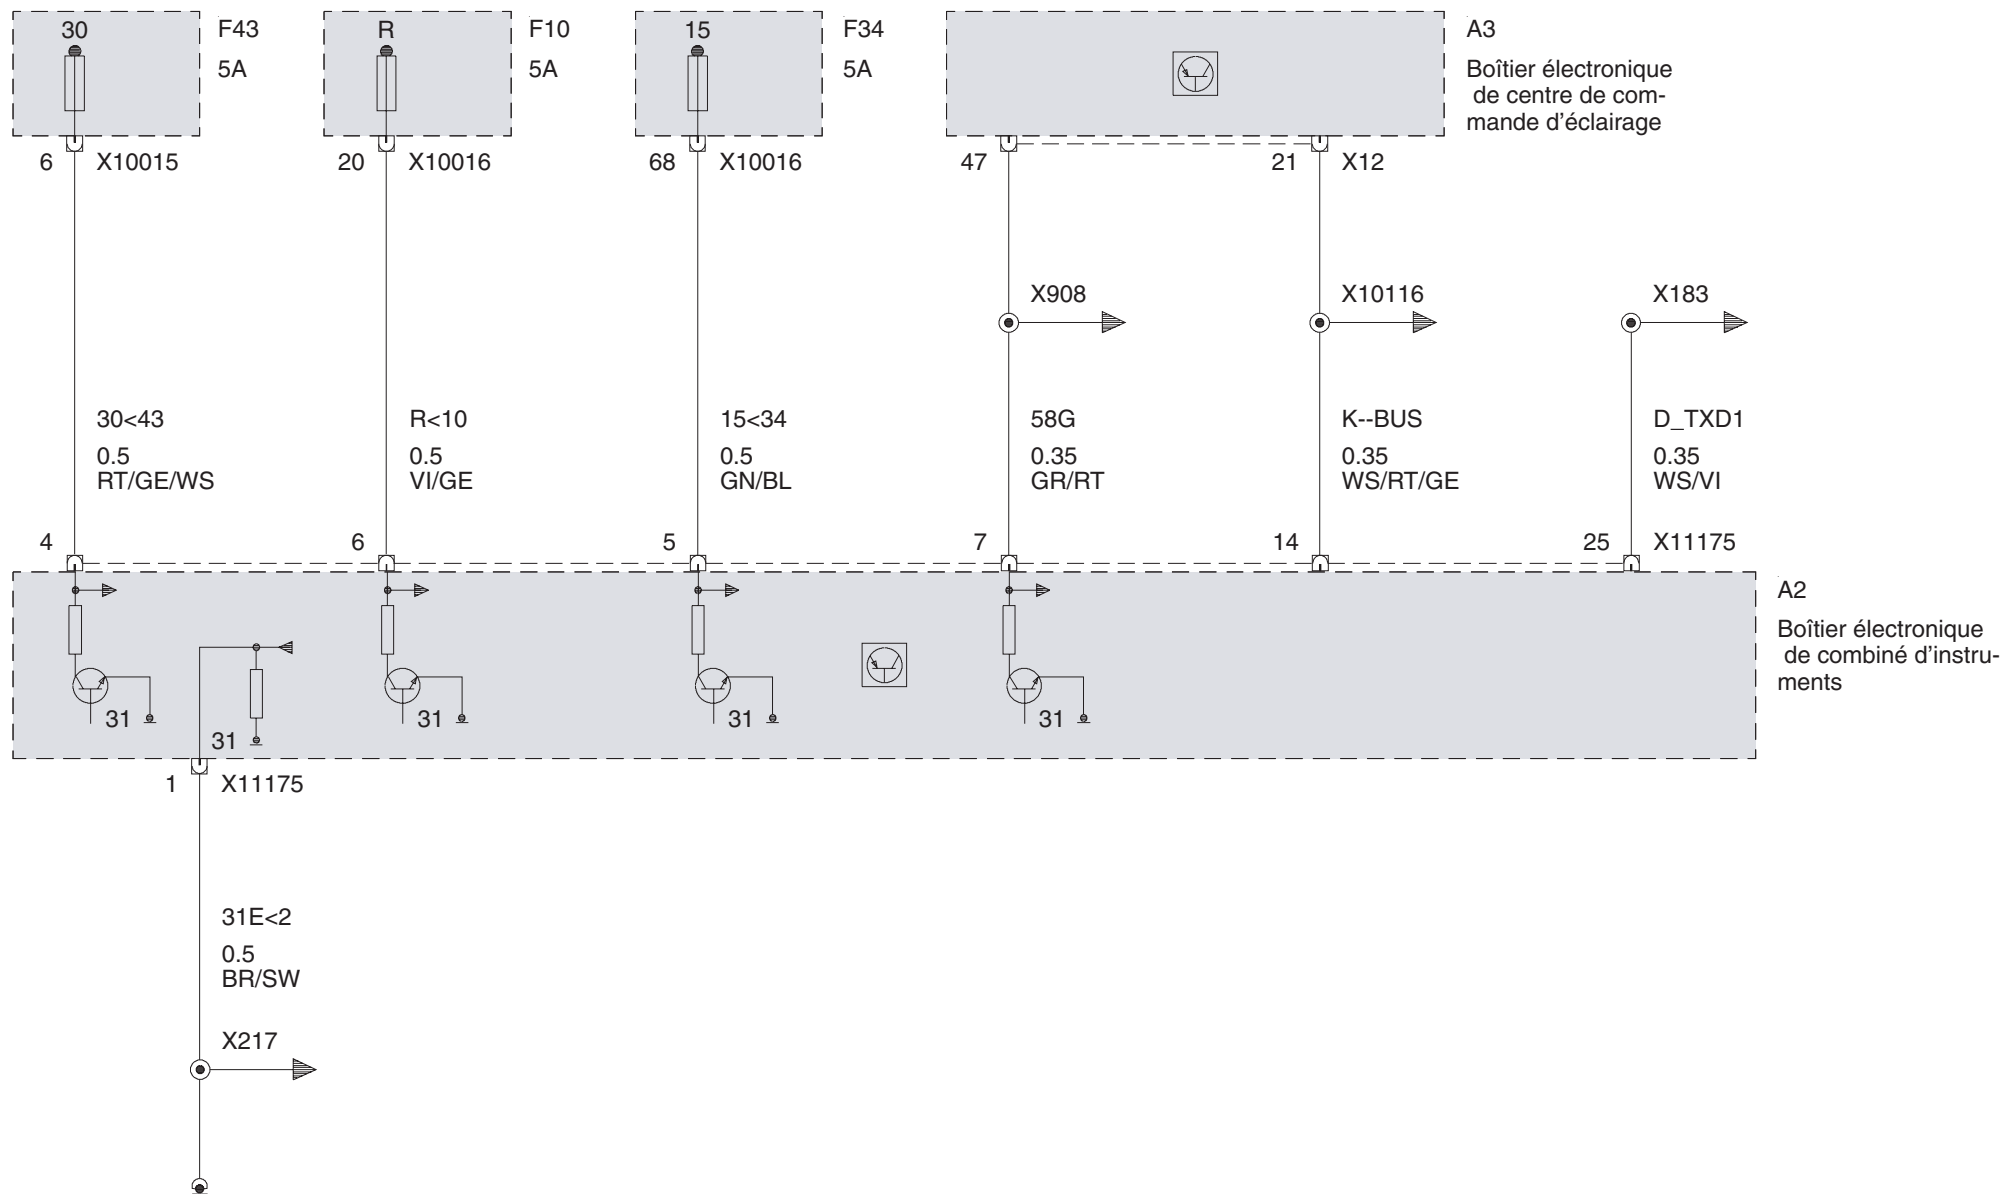 30
F43
5A
R
F10
5A
15
F34
5A
A3
Boîtier électronique
de centre de com-
mande d'éclairage
6 X10015
20 X10016
68 X10016
47
21 X12
X908
X10116
X183
30<43
0.5
RT/GE/WS
R<10
0.5
VI/GE
15<34
0.5
GN/BL
58G
0.35
GR/RT
K--BUS
0.35
WS/RT/GE
D_TXD1
0.35
WS/VI
4
6
5
7
14
25 X11175
A2
Boîtier électronique
de combiné d'instru-
ments
31
31
31
31
31
1 X11175
31E<2
0.5
BR/SW
X217